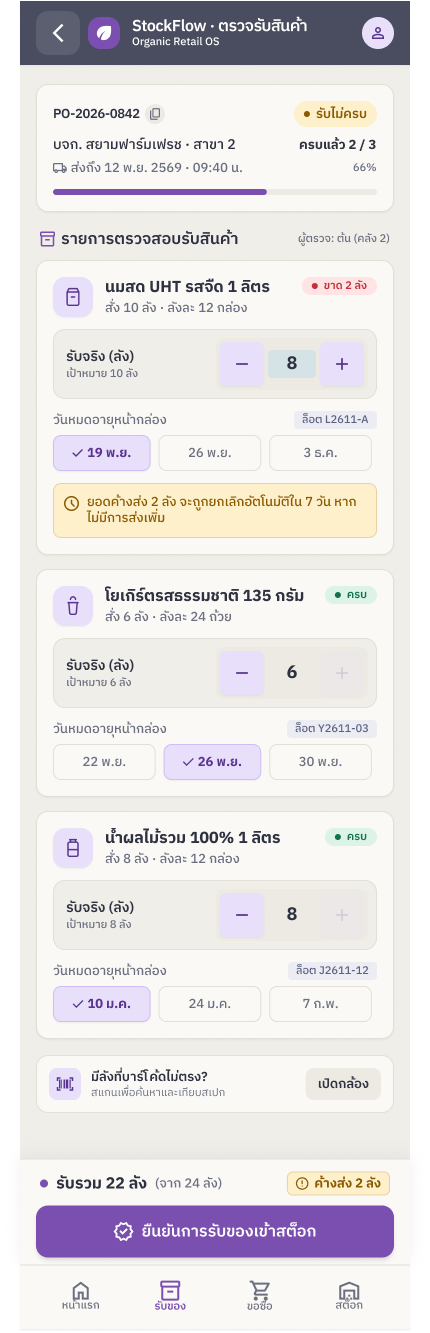 StockFlow · ตรวจรับสินค้า
Organic Retail OS
PO-2026-0842
รับไม่ครบ
บจก. สยามฟาร์มเฟรช · สาขา 2
ครบแล้ว 2 / 3
ส่งถึง 12 พ.ย. 2569 · 09:40 น.
66%
รายการตรวจสอบรับสินค้า
ผู้ตรวจ: ต้น (คลัง 2)
นมสด UHT รสจืด 1 ลิตร
ขาด 2 ลัง
สั่ง 10 ลัง · ลังละ 12 กล่อง
รับจริง (ลัง)
เป้าหมาย 10 ลัง
− 8 +
วันหมดอายุหน้ากล่อง
ล็อต L2611-A
19 พ.ย.
26 พ.ย.
3 ธ.ค.
ยอดค้างส่ง 2 ลัง จะถูกยกเลิกอัตโนมัติใน 7 วัน หาก
ไม่มีการส่งเพิ่ม
โยเกิร์ตรสธรรมชาติ 135 กรัม
ครบ
สั่ง 6 ลัง · ลังละ 24 ถ้วย
รับจริง (ลัง)
เป้าหมาย 6 ลัง
− 6 +
วันหมดอายุหน้ากล่อง
ล็อต Y2611-03
22 พ.ย.
26 พ.ย.
30 พ.ย.
น้ำผลไม้รวม 100% 1 ลิตร
ครบ
สั่ง 8 ลัง · ลังละ 12 กล่อง
รับจริง (ลัง)
เป้าหมาย 8 ลัง
− 8 +
วันหมดอายุหน้ากล่อง
ล็อต J2611-12
10 ม.ค.
24 ม.ค.
7 ก.พ.
มีลังที่บาร์โค้ดไม่ตรง?
สแกนเพื่อค้นหาและเทียบสเปก
เปิดกล้อง
รับรวม 22 ลัง (จาก 24 ลัง)
ค้างส่ง 2 ลัง
ยืนยันการรับของเข้าสต็อก
หน้าแรก
รับของ
ขอซื้อ
สต็อก